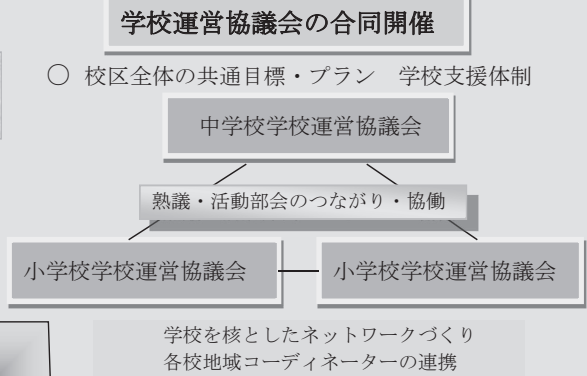 学校運営協議会の合同開催
○ 校区全体の共通目標・プラン　学校支援体制
中学校学校運営協議会
熟議・活動部会のつながり・協働
小学校学校運営協議会
小学校学校運営協議会
学校を核としたネットワークづくり
各校地域コーディネーターの連携